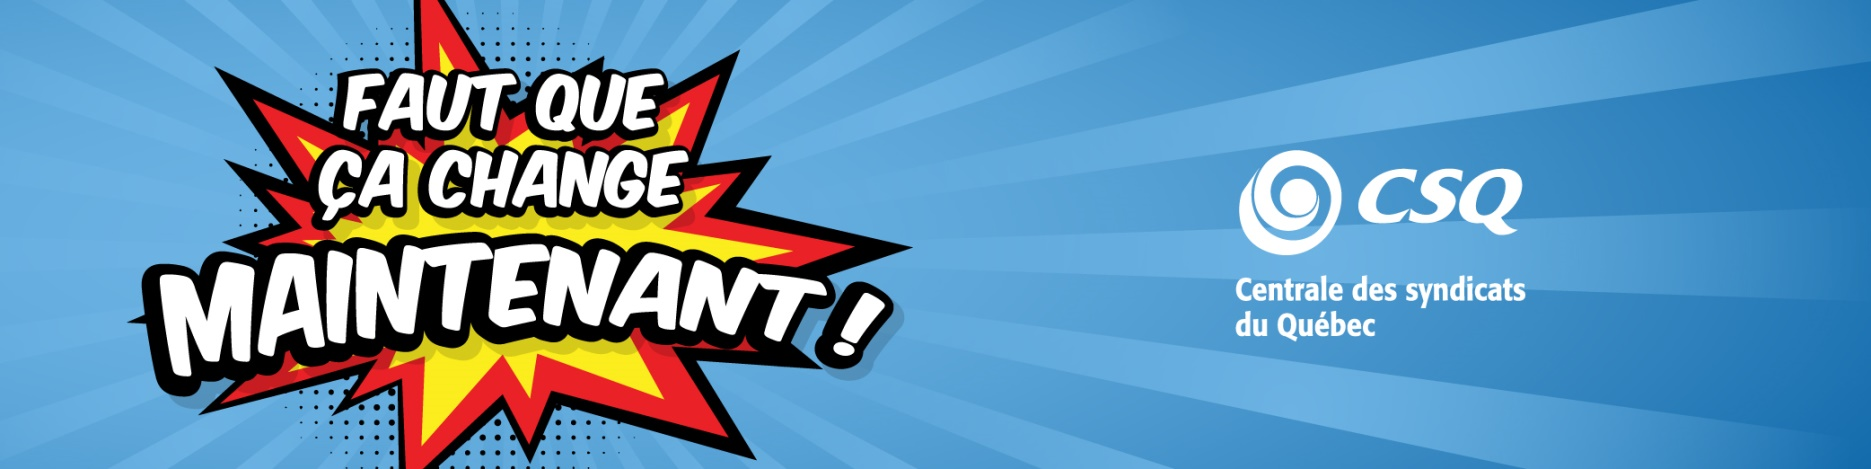 FAUT QUE
ÇA CHANGE
MAINTENANT !
CSQ
Centrale des syndicats
du Québec